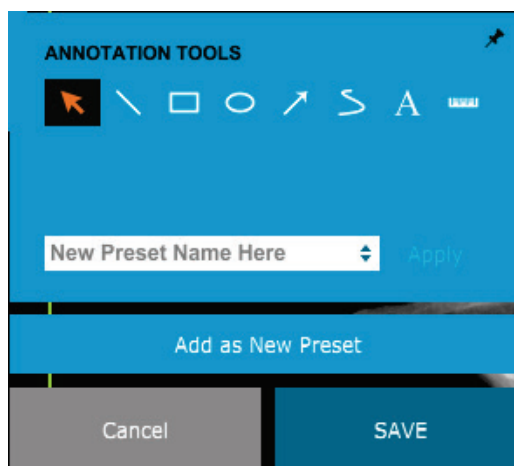 ANNOTATION TOOLS
A
New Preset Name Here
Apply
Add as New Preset
Cancel
SAVE